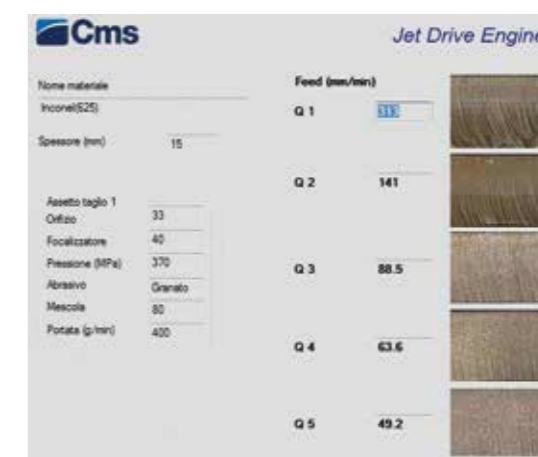 Cms
Jet Drive Engine
Nome materiale
Inconel(625)
Spessore (mm) 15
Assetto taglio 1
Orifizio 33
Focalizzatore 40
Pressione (MPa) 370
Abrasivo Granato
Mescola 80
Portata (g/min) 400
Feed (mm/min)
Q 1 313
Q 2 141
Q 3 88.5
Q 4 63.6
Q 5 49.2